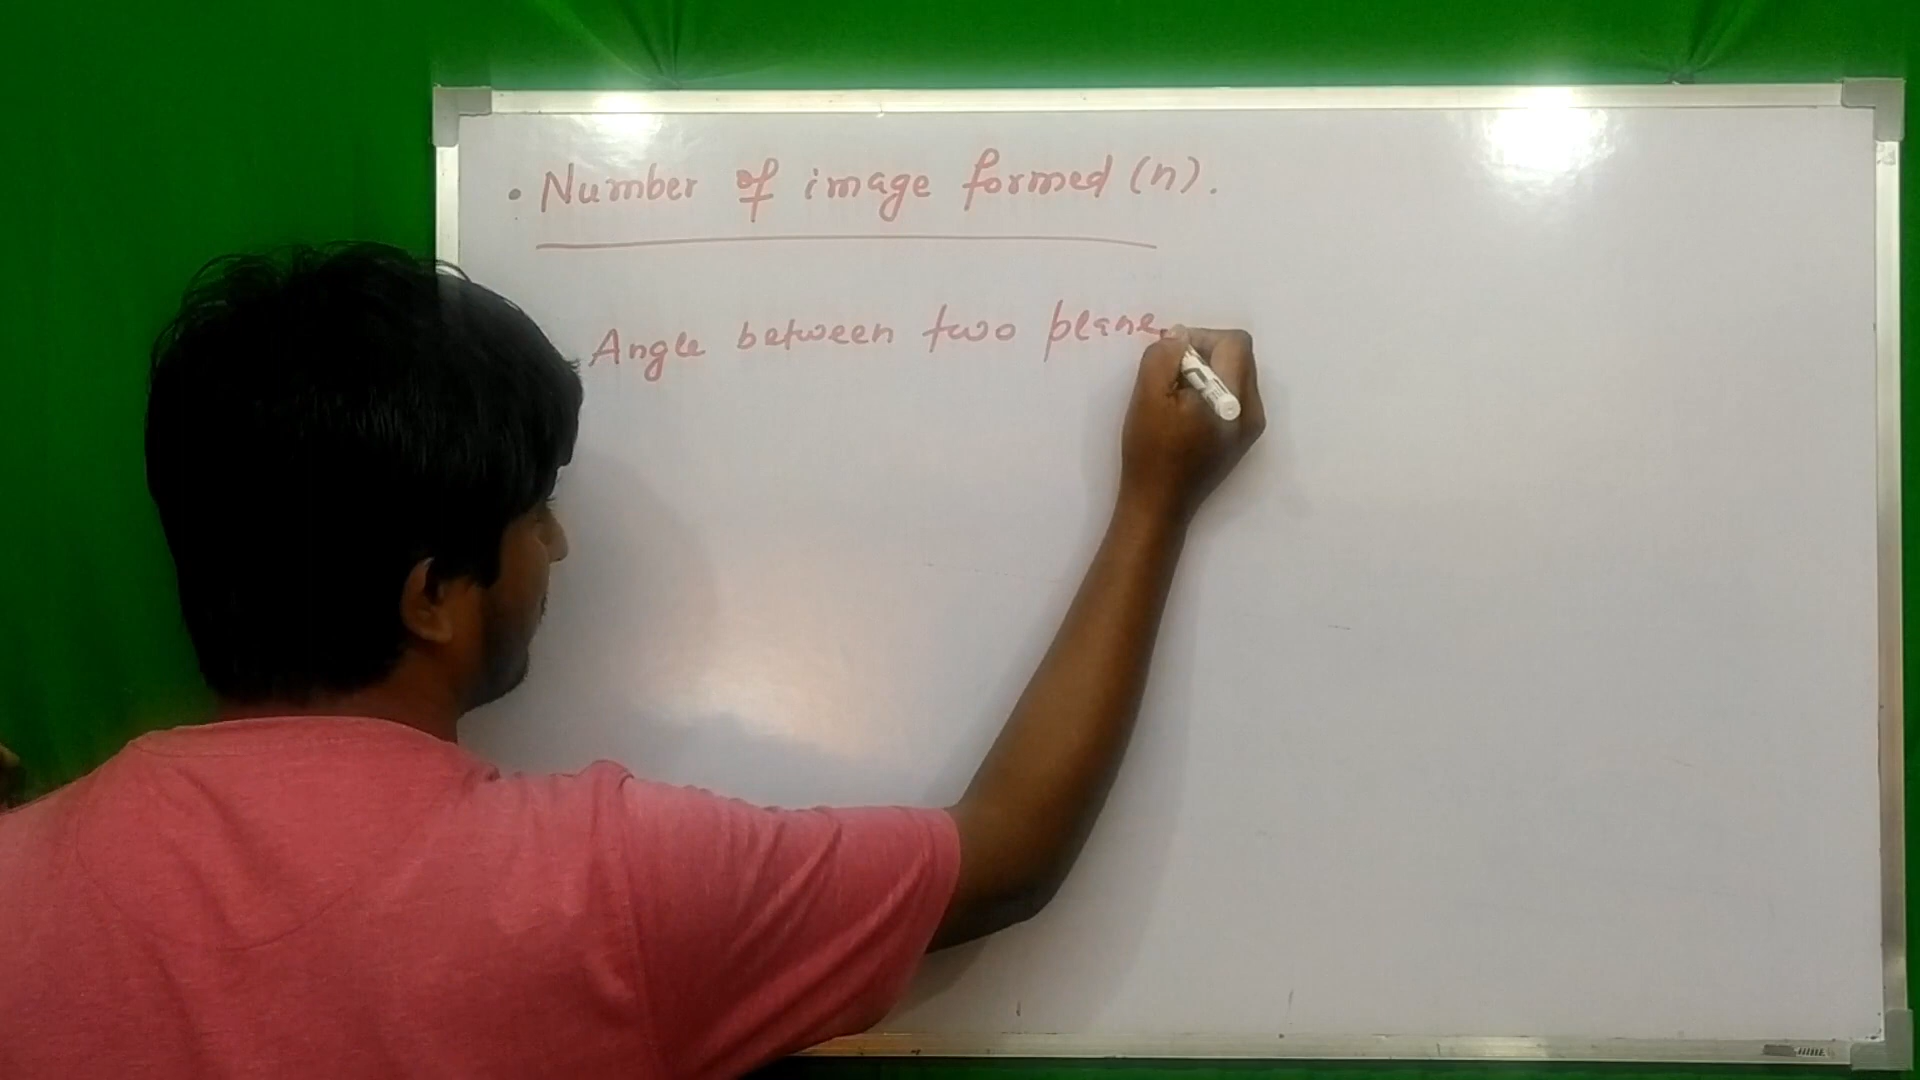 • Number of image formed (n).
Angle between two plane